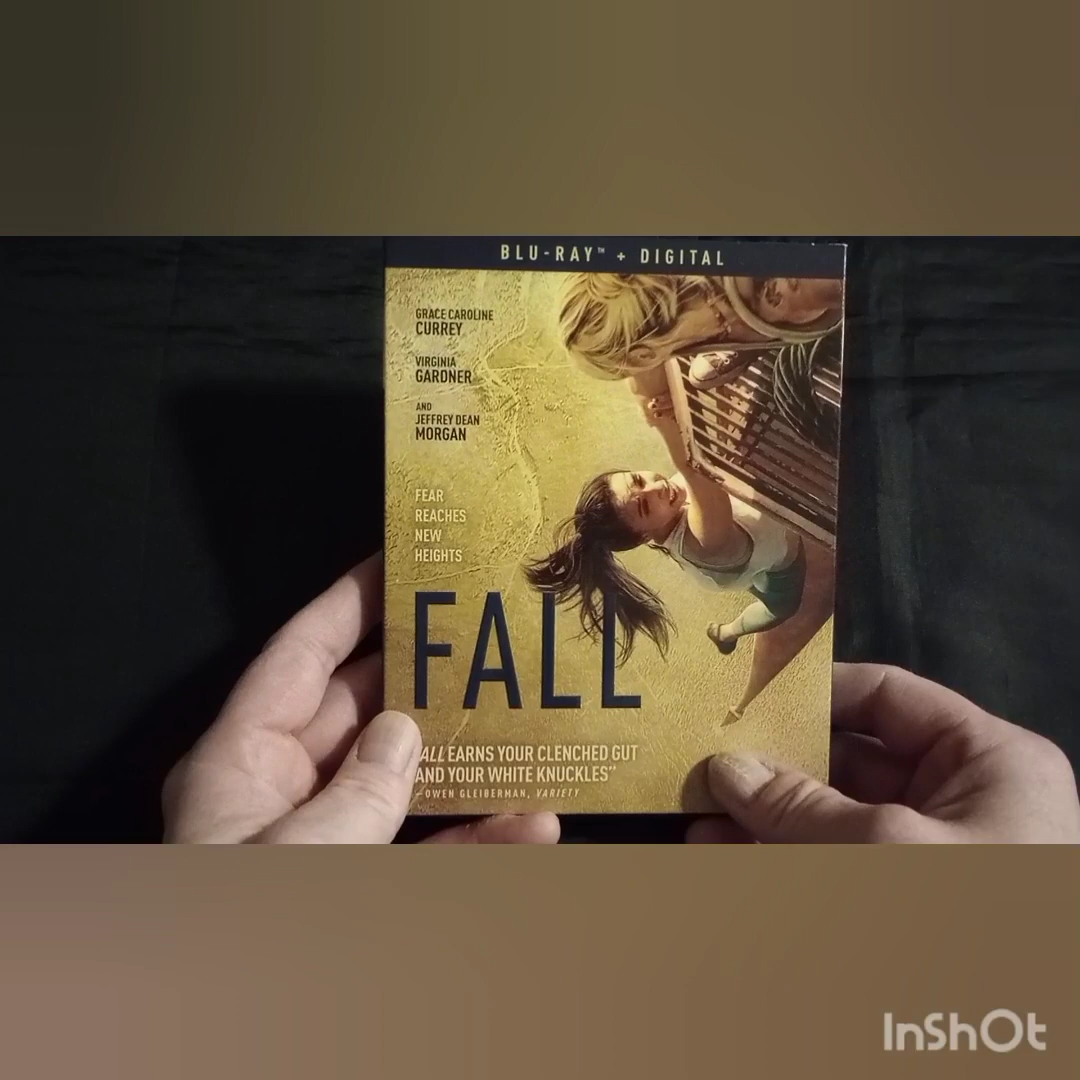 BLU-RAY™ + DIGITAL
GRACE CAROLINE
CURREY
VIRGINIA
GARDNER
AND
JEFFREY DEAN
MORGAN
FEAR
REACHES
NEW
HEIGHTS
FALL
ALL EARNS YOUR CLENCHED GUT
AND YOUR WHITE KNUCKLES"
—OWEN GLEIBERMAN, VARIETY
InShOt